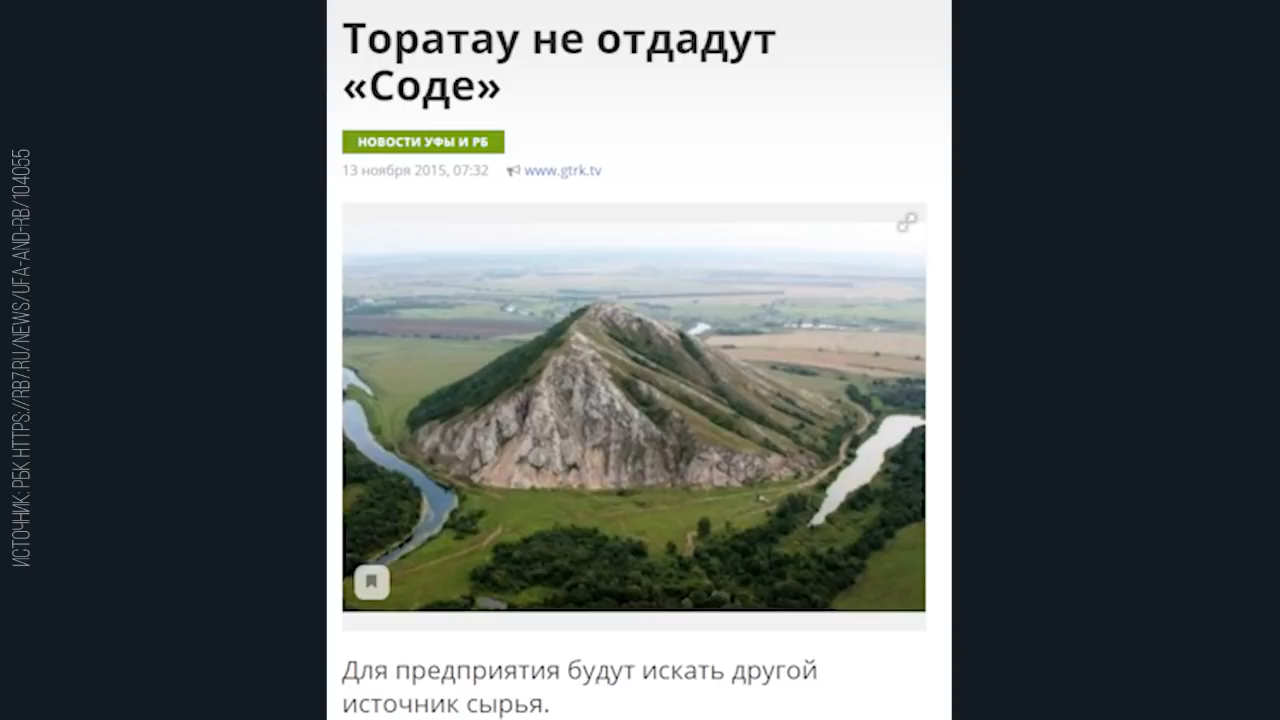 Торатау не отдадут
«Соде»
НОВОСТИ УФЫ И РБ
13 ноября 2015, 07:32 www.gtrk.tv
Для предприятия будут искать другой
источник сырья.
ИСТОЧНИК: РБК HTTPS://RB7.RU/NEWS/UFA-AND-RB/104055